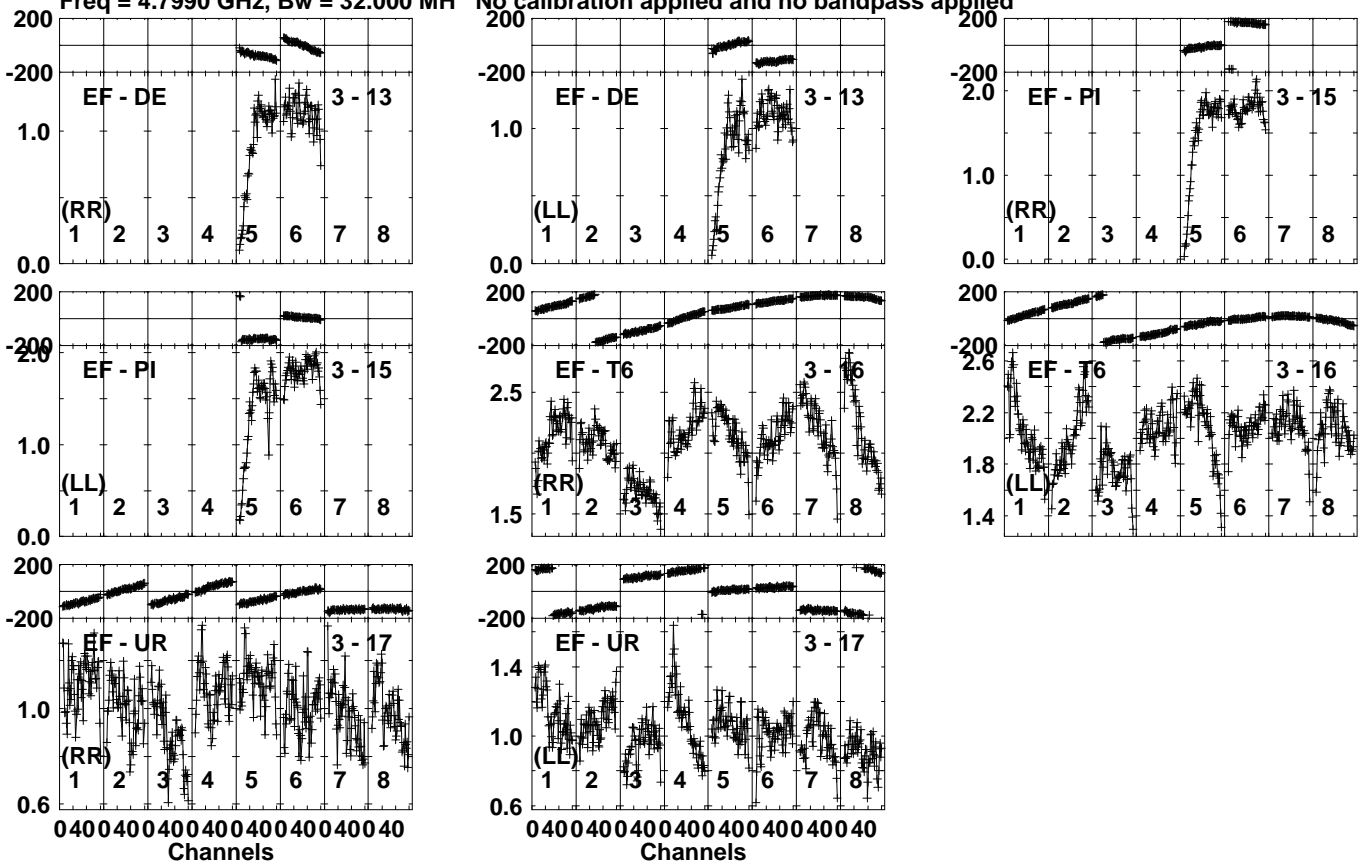 Freq = 4.7990 GHz, Bw = 32.000 MH No calibration applied and no bandpass applied
200
-200
EF - DE 3 - 13
1.0
(RR)
1 2 3 4 5 6 7 8
0.0
200
-200
EF - DE 3 - 13
1.0
(LL)
1 2 3 4 5 6 7 8
0.0
200
-200
2.0
EF - PI 3 - 15
1.0
(RR)
1 2 3 4 5 6 7 8
0.0
200
-200
2.0
EF - PI 3 - 15
1.0
(LL)
1 2 3 4 5 6 7 8
0.0
200
-200
EF - T6 3 - 16
2.5
(RR)
1 2 3 4 5 6 7 8
1.5
200
-200
2.6
EF - T6 3 - 16
2.2
1.8
(LL)
1 2 3 4 5 6 7 8
1.4
200
-200
EF - UR 3 - 17
1.0
(RR)
1 2 3 4 5 6 7 8
0.6
0 40 0 40 0 40 0 40 0 40 0 40 0 40 0 40
Channels
200
-200
EF - UR 3 - 17
1.4
1.0
(LL)
1 2 3 4 5 6 7 8
0.6
0 40 0 40 0 40 0 40 0 40 0 40 0 40 0 40
Channels